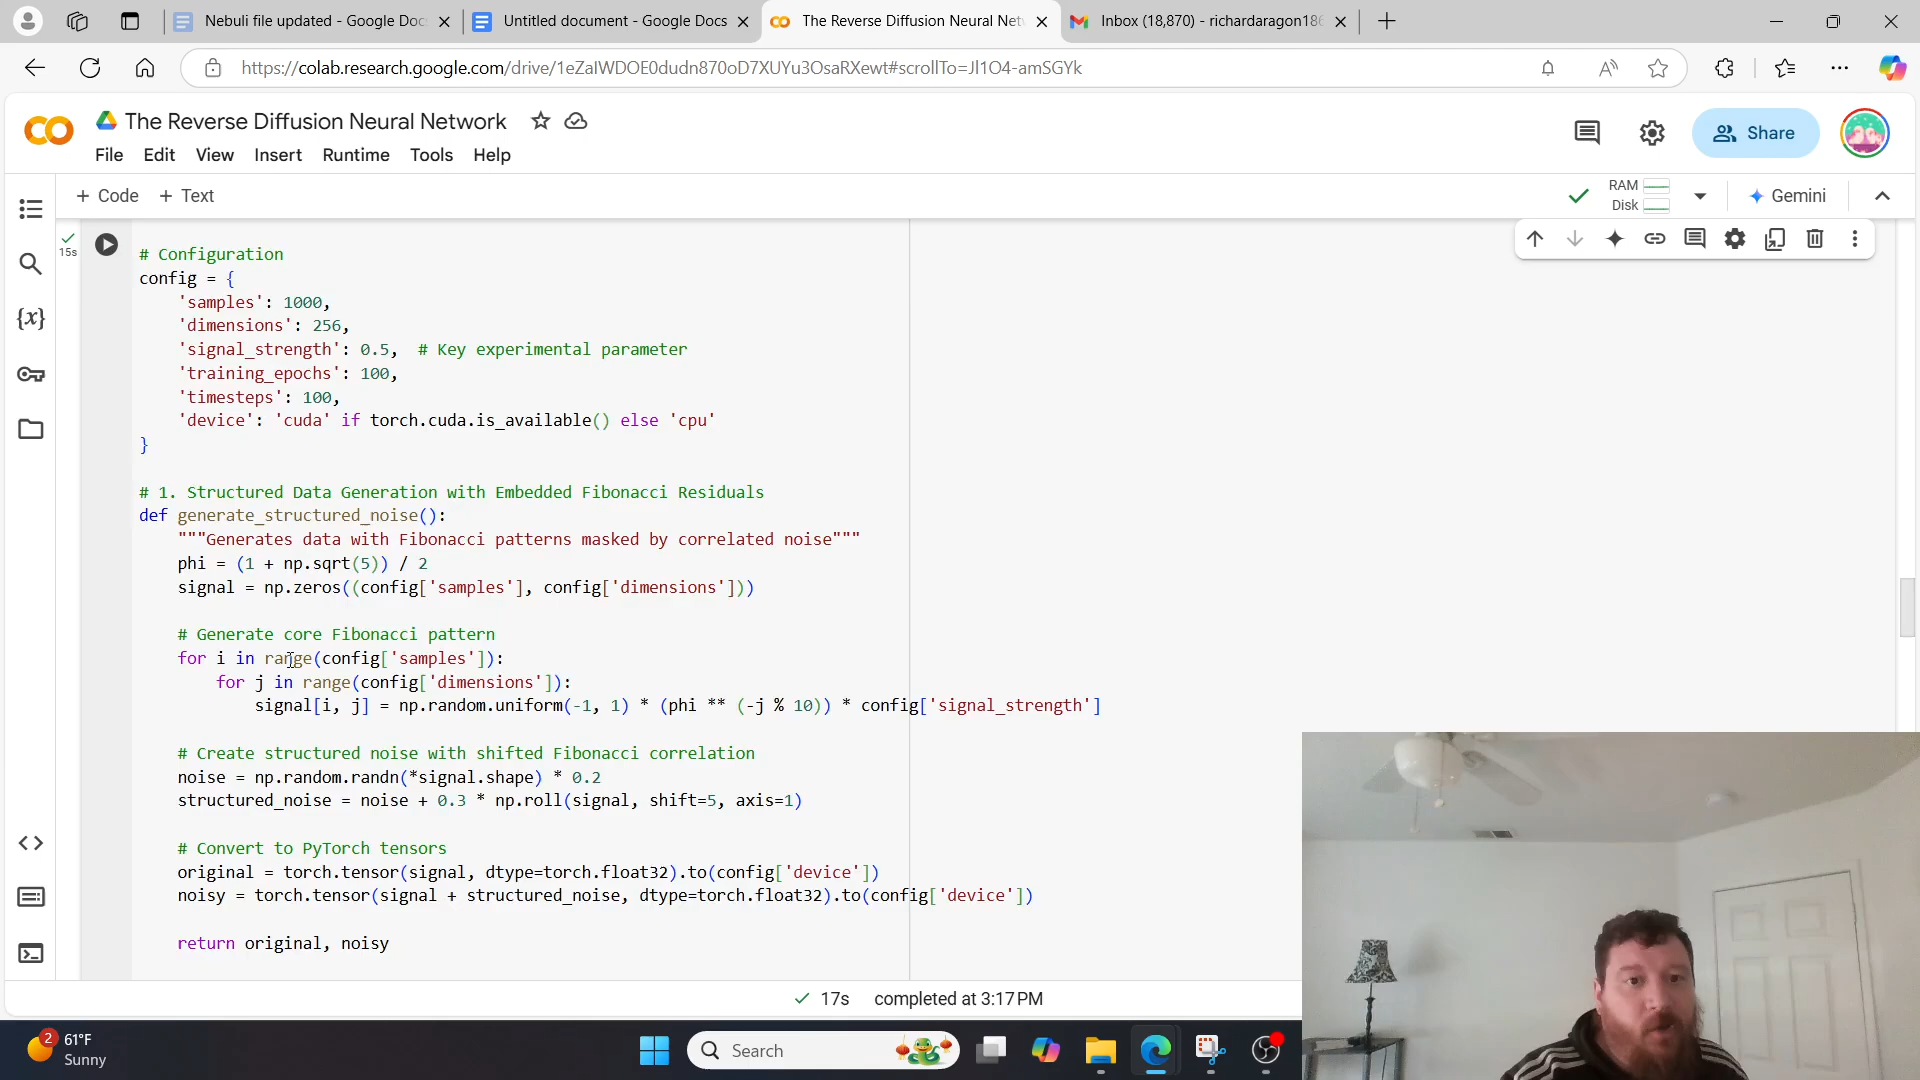 Nebuli file updated - Google Doc
Untitled document - Google Docs
The Reverse Diffusion Neural Net
Inbox (18,870) - richardaragon186
https://colab.research.google.com/drive/1eZaIWDOE0dudn870oD7XUYu3OsaRXewt#scrollTo=Jl1O4-amSGYk
The Reverse Diffusion Neural Network
Share
File Edit View Insert Runtime Tools Help
+ Code + Text
RAM
Disk
Gemini
15s
# Configuration
config = {
'samples': 1000,
'dimensions': 256,
'signal_strength': 0.5, # Key experimental parameter
'training_epochs': 100,
'timesteps': 100,
'device': 'cuda' if torch.cuda.is_available() else 'cpu'
}
# 1. Structured Data Generation with Embedded Fibonacci Residuals
def generate_structured_noise():
"""Generates data with Fibonacci patterns masked by correlated noise"""
phi = (1 + np.sqrt(5)) / 2
signal = np.zeros((config['samples'], config['dimensions']))
# Generate core Fibonacci pattern
for i in range(config['samples']):
for j in range(config['dimensions']):
signal[i, j] = np.random.uniform(-1, 1) * (phi ** (-j % 10)) * config['signal_strength']
# Create structured noise with shifted Fibonacci correlation
noise = np.random.randn(*signal.shape) * 0.2
structured_noise = noise + 0.3 * np.roll(signal, shift=5, axis=1)
# Convert to PyTorch tensors
original = torch.tensor(signal, dtype=torch.float32).to(config['device'])
noisy = torch.tensor(signal + structured_noise, dtype=torch.float32).to(config['device'])
return original, noisy
17s completed at 3:17 PM
2
61°F
Sunny
Search